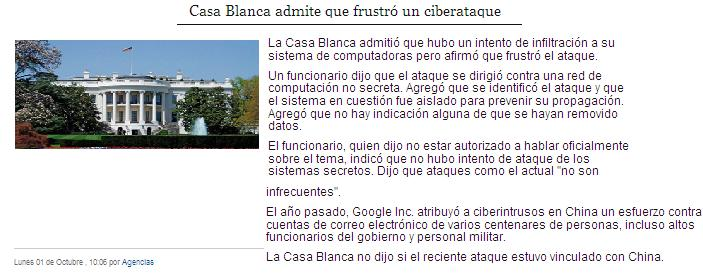 Casa Blanca admite que frustró un ciberataque
La Casa Blanca admitió que hubo un intento de infiltración a su
sistema de computadoras pero afirmó que frustró el ataque.
Un funcionario dijo que el ataque se dirigió contra una red de
computación no secreta. Agregó que se identificó el ataque y que
el sistema en cuestión fue aislado para prevenir su propagación.
Agregó que no hay indicación alguna de que se hayan removido
datos.
El funcionario, quien dijo no estar autorizado a hablar oficialmente
sobre el tema, indicó que no hubo intento de ataque de los
sistemas secretos. Dijo que ataques como el actual "no son
infrecuentes".
El año pasado, Google Inc. atribuyó a ciberintrusos en China un esfuerzo contra
cuentas de correo electrónico de varios centenares de personas, incluso altos
funcionarios del gobierno y personal militar.
La Casa Blanca no dijo si el reciente ataque estuvo vinculado con China.
Lunes 01 de Octubre , 10:06 por Agencias